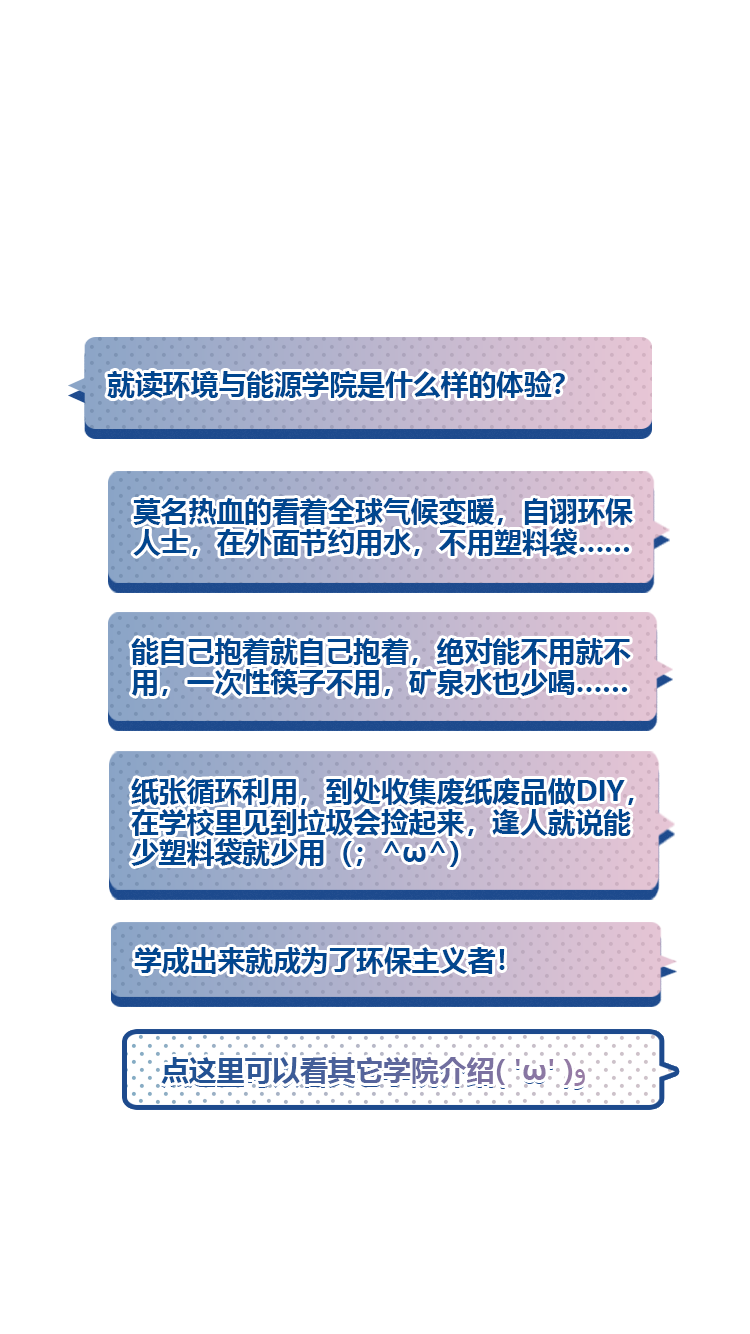 就读环境与能源学院是什么样的体验？
莫名热血的看着全球气候变暖，自诩环保
人士，在外面节约用水，不用塑料袋……
能自己抱着就自己抱着，绝对能不用就不
用，一次性筷子不用，矿泉水也少喝……
纸张循环利用，到处收集废纸废品做DIY，
在学校里见到垃圾会捡起来，逢人就说能
少塑料袋就少用（；^ω^）
学成出来就成为了环保主义者！
点这里可以看其它学院介绍( 'ω' )و